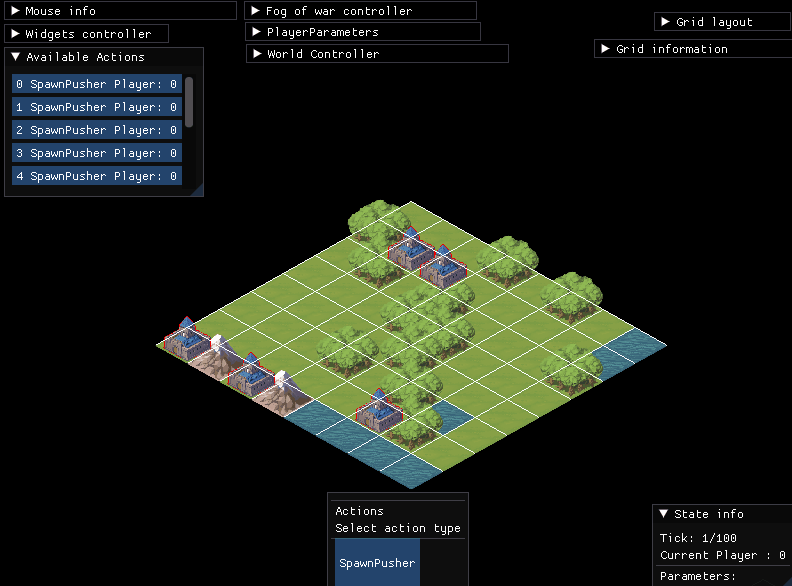 Mouse info
Fog of war controller
Grid layout
Widgets controller
PlayerParameters
Grid information
World Controller
Available Actions
0 SpawnPusher Player: 0
1 SpawnPusher Player: 0
2 SpawnPusher Player: 0
3 SpawnPusher Player: 0
4 SpawnPusher Player: 0
Actions
Select action type
SpawnPusher
State info
Tick: 1/100
Current Player : 0
Parameters: